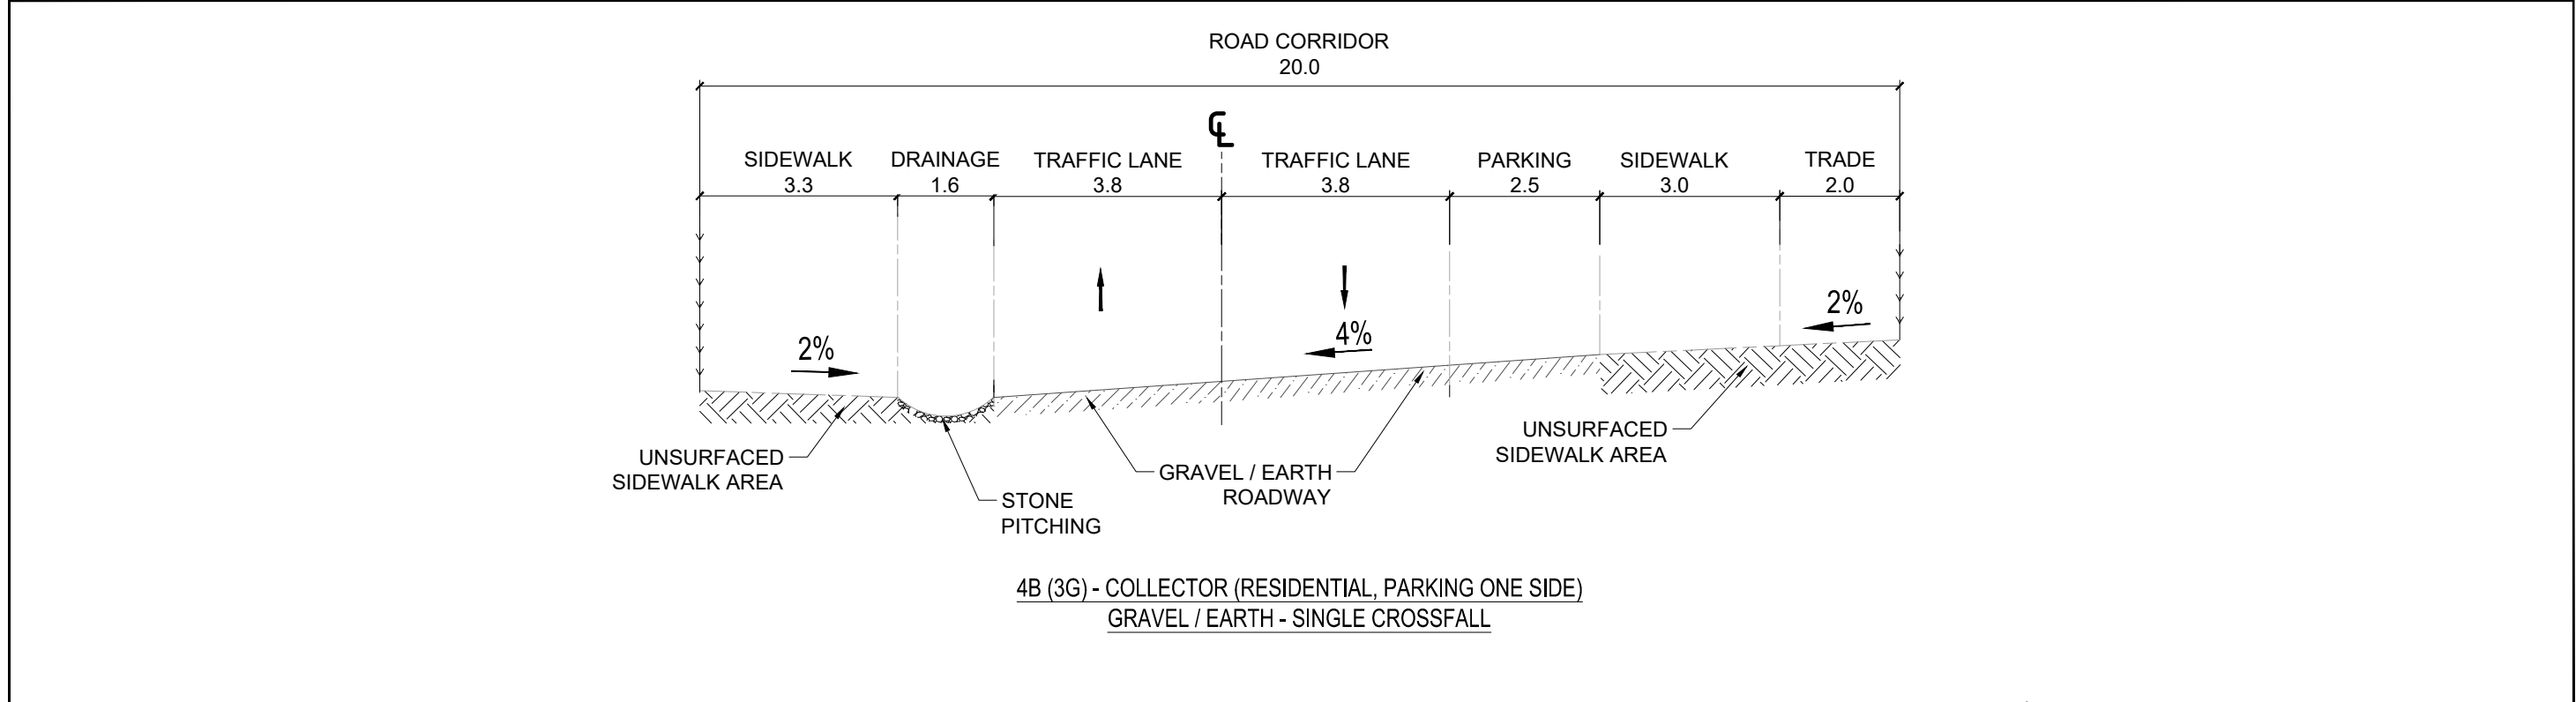 ROAD CORRIDOR
20.0
℄
SIDEWALK DRAINAGE TRAFFIC LANE TRAFFIC LANE PARKING SIDEWALK TRADE
3.3 1.6 3.8 3.8 2.5 3.0 2.0
2%
4%
2%
UNSURFACED
SIDEWALK AREA
STONE
PITCHING
GRAVEL / EARTH
ROADWAY
UNSURFACED
SIDEWALK AREA
4B (3G) - COLLECTOR (RESIDENTIAL, PARKING ONE SIDE)
GRAVEL / EARTH - SINGLE CROSSFALL